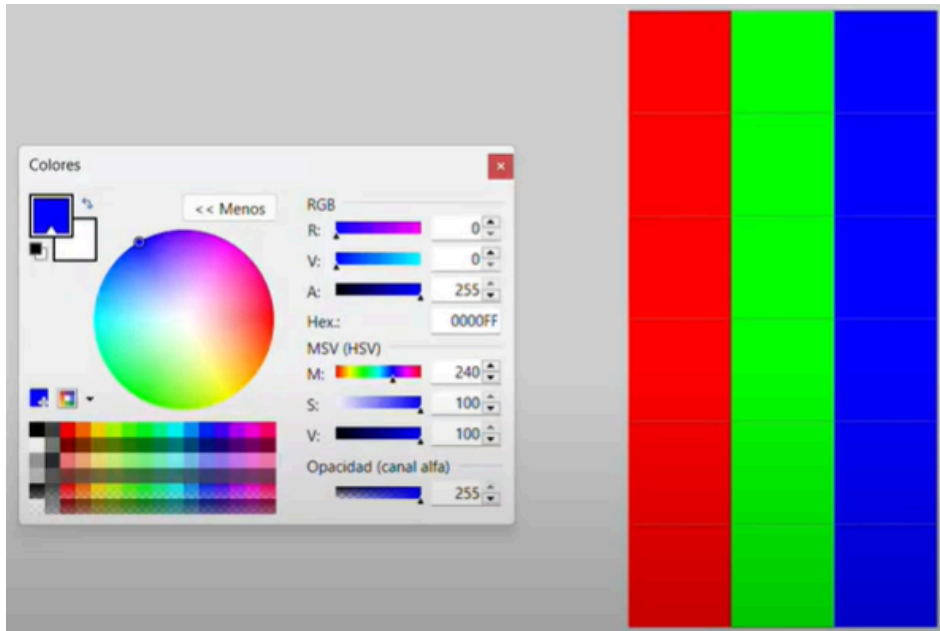 Colores
<< Menos
RGB
R: 0
V: 0
A: 255
Hex.: 0000FF
MSV (HSV)
M: 240
S: 100
V: 100
Opacidad (canal alfa)
255